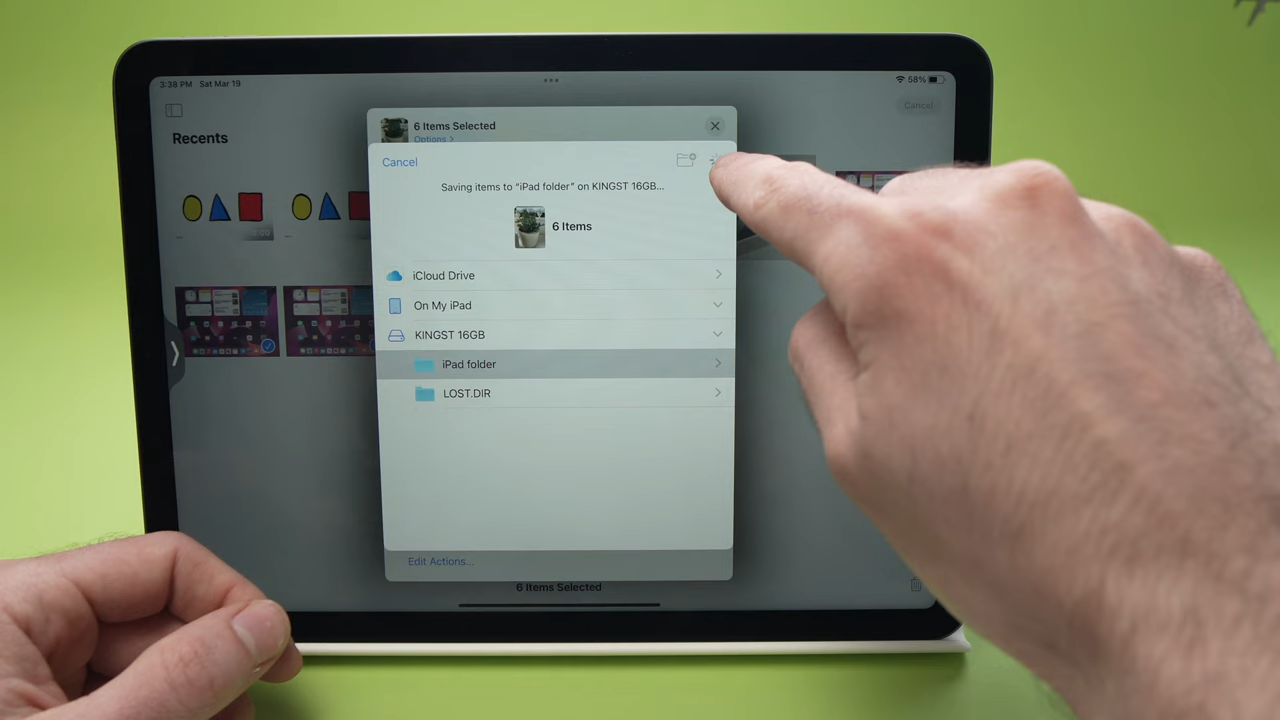 3:38 PM Sat Mar 19
58%
Cancel
Recents
6 Items Selected
Options >
Cancel
Saving items to “iPad folder” on KINGST 16GB...
6 Items
iCloud Drive
On My iPad
KINGST 16GB
iPad folder
LOST.DIR
Edit Actions...
6 Items Selected